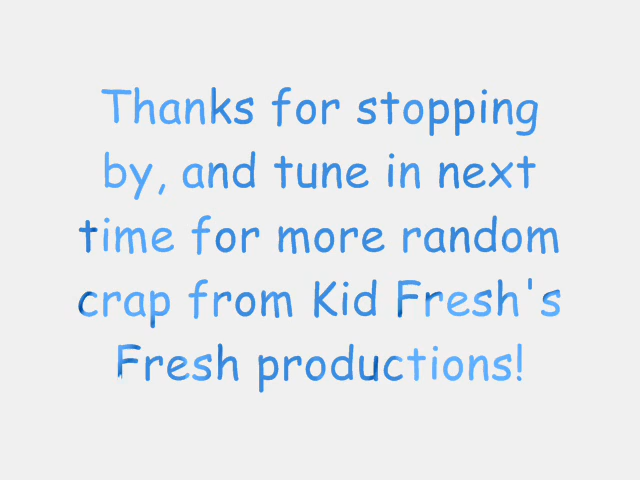 Thanks for stopping
by, and tune in next
time for more random
crap from Kid Fresh's
Fresh productions!